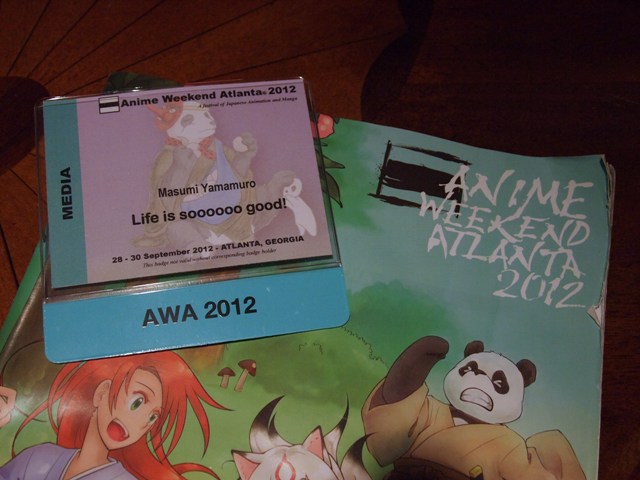 Anime Weekend Atlanta® 2012
A festival of Japanese Animation and Manga
MEDIA
Masumi Yamamuro
Life is soooooo good!
28 - 30 September 2012 - ATLANTA, GEORGIA
This badge not valid without corresponding badge holder
AWA 2012
ANIME
WEEKEND
ATLANTA
2012